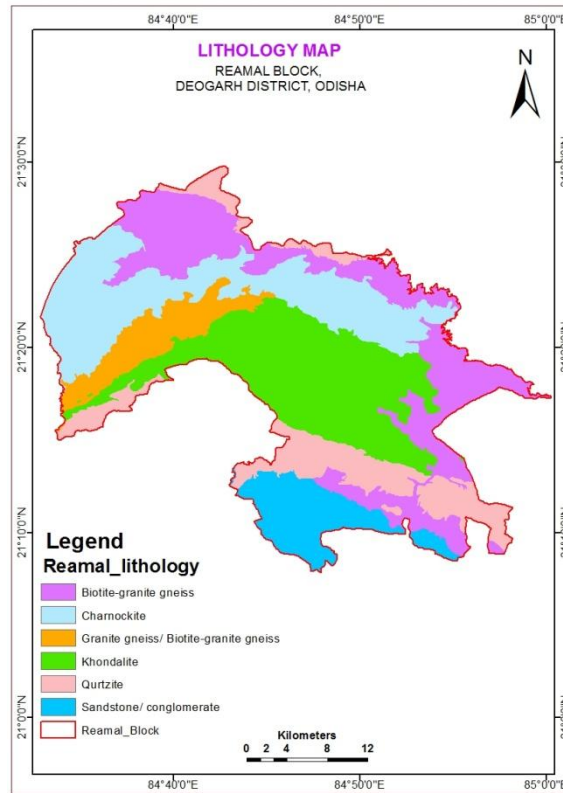 84°40'0"E 84°50'0"E 85°0'0"E
LITHOLOGY MAP
REAMAL BLOCK,
DEOGARH DISTRICT, ODISHA
N
21°30'0"N
21°20'0"N
21°10'0"N
21°0'0"N
Legend
Reamal_lithology
Biotite-granite gneiss
Charnockite
Granite gneiss/ Biotite-granite gneiss
Khondalite
Qurtzite
Sandstone/ conglomerate
Reamal_Block
Kilometers
0 2 4 8 12
84°40'0"E 84°50'0"E 85°0'0"E